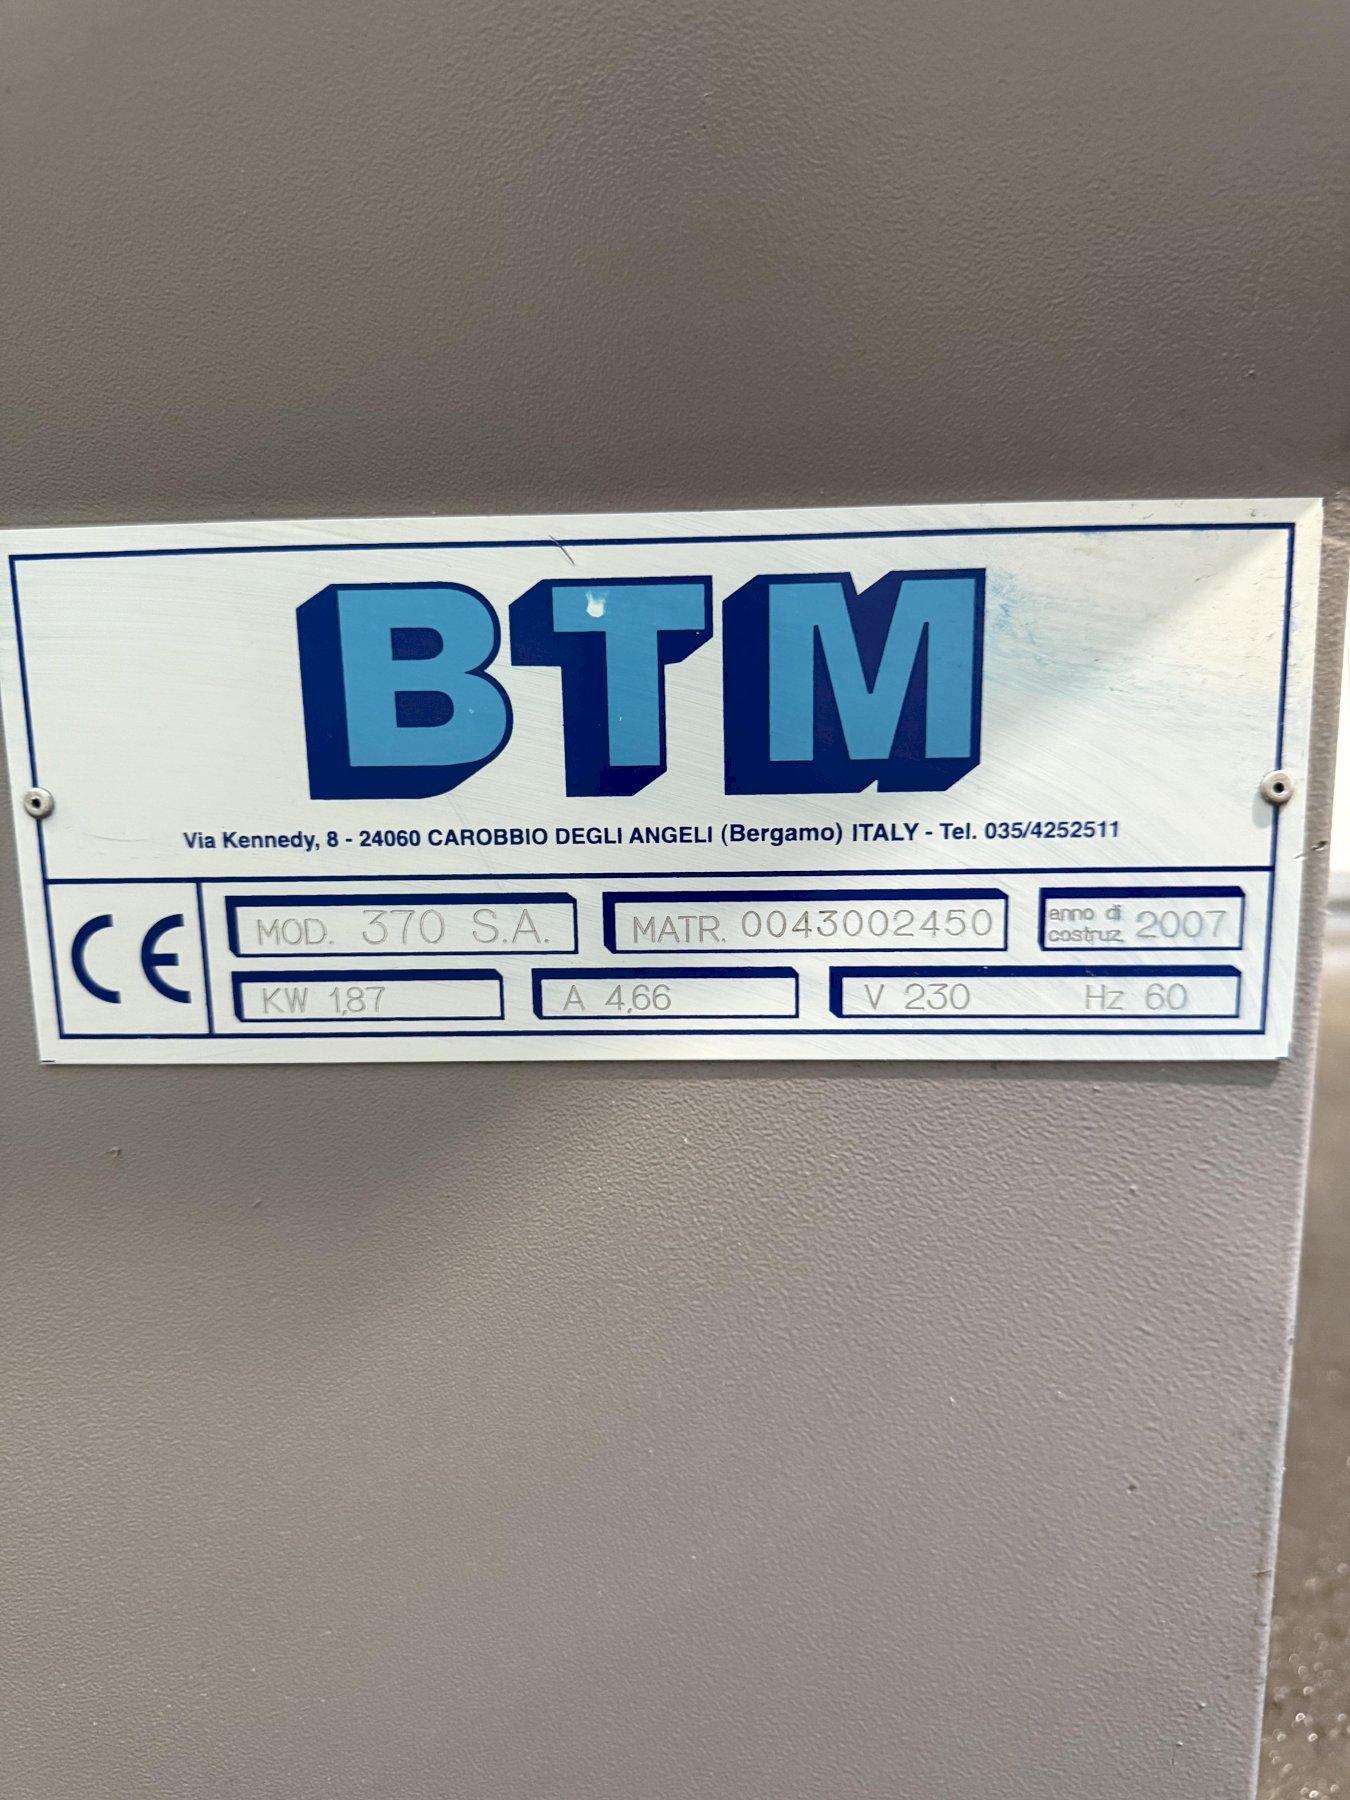 BTM
Via Kennedy, 8 - 24060 CAROBBIO DEGLI ANGELI (Bergamo) ITALY - Tel. 035/4252511
CE
MOD. 370 S.A.
MATR. 0043002450
anno di
costruz. 2007
KW 1,87
A 4,66
V 230 Hz 60